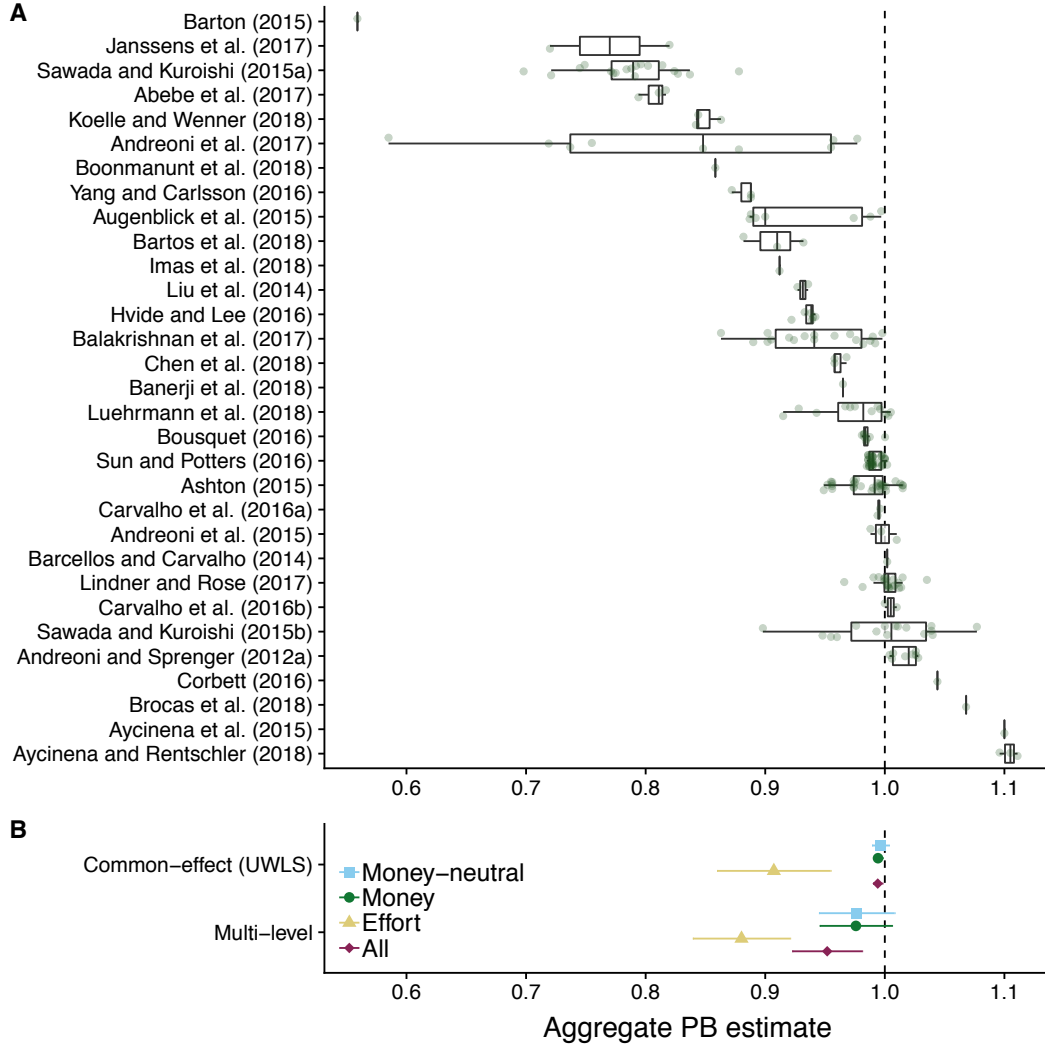 A
Barton (2015)
Janssens et al. (2017)
Sawada and Kuroishi (2015a)
Abebe et al. (2017)
Koelle and Wenner (2018)
Andreoni et al. (2017)
Boonmanunt et al. (2018)
Yang and Carlsson (2016)
Augenblick et al. (2015)
Bartos et al. (2018)
Imas et al. (2018)
Liu et al. (2014)
Hvide and Lee (2016)
Balakrishnan et al. (2017)
Chen et al. (2018)
Banerji et al. (2018)
Luehrmann et al. (2018)
Bousquet (2016)
Sun and Potters (2016)
Ashton (2015)
Carvalho et al. (2016a)
Andreoni et al. (2015)
Barcellos and Carvalho (2014)
Lindner and Rose (2017)
Carvalho et al. (2016b)
Sawada and Kuroishi (2015b)
Andreoni and Sprenger (2012a)
Corbett (2016)
Brocas et al. (2018)
Aycinena et al. (2015)
Aycinena and Rentschler (2018)
0.6 0.7 0.8 0.9 1.0 1.1
B
Common−effect (UWLS)
Multi−level
Money−neutral
Money
Effort
All
0.6 0.7 0.8 0.9 1.0 1.1
Aggregate PB estimate